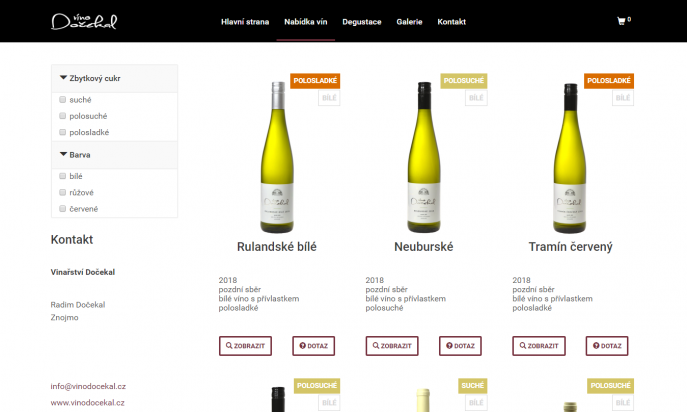 víno
Dočekal
Hlavní strana
Nabídka vín
Degustace
Galerie
Kontakt
0
Zbytkový cukr
suché
polosuché
polosladké
Barva
bílé
růžové
červené
Kontakt
Vinařství Dočekal
Radim Dočekal
Znojmo
info@vinodocekal.cz
www.vinodocekal.cz
POLOSLADKÉ
BÍLÉ
Rulandské bílé
2018
pozdní sběr
bílé víno s přívlastkem
polosladké
ZOBRAZIT
DOTAZ
POLOSUCHÉ
BÍLÉ
Neuburské
2018
pozdní sběr
bílé víno s přívlastkem
polosuché
ZOBRAZIT
DOTAZ
POLOSLADKÉ
BÍLÉ
Tramín červený
2018
pozdní sběr
bílé víno s přívlastkem
polosladké
ZOBRAZIT
DOTAZ
POLOSUCHÉ
BÍLÉ
SUCHÉ
BÍLÉ
POLOSUCHÉ
BÍLÉ